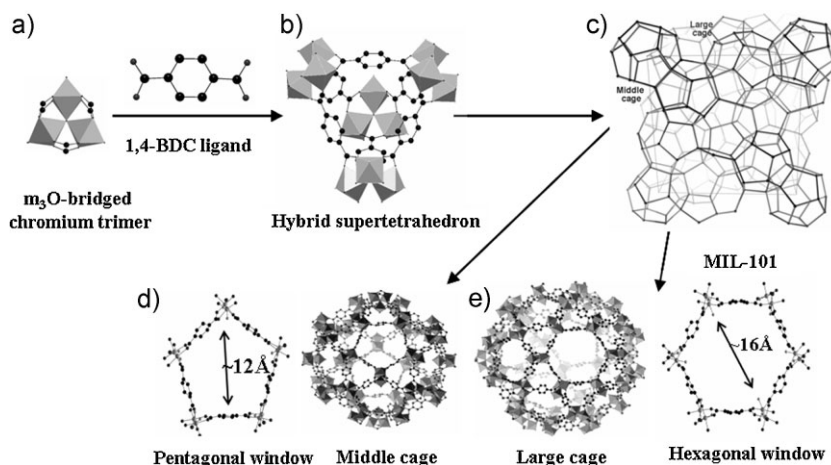 a)
b)
c)
Large
cage
Middle
cage
1,4-BDC ligand
m₃O-bridged
chromium trimer
Hybrid supertetrahedron
MIL-101
d)
e)
~12Å
~16Å
Pentagonal window
Middle cage
Large cage
Hexagonal window